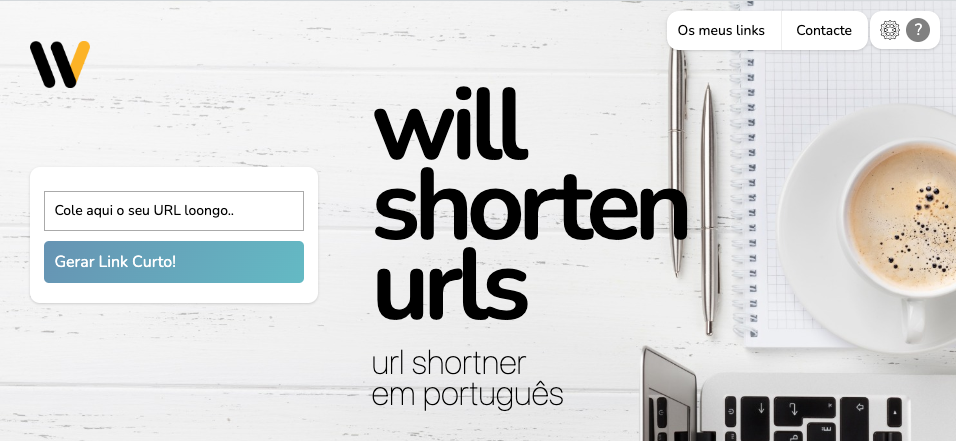 Os meus links
Contacte
?
will
shorten
urls
Cole aqui o seu URL loongo..
Gerar Link Curto!
url shortner
em português